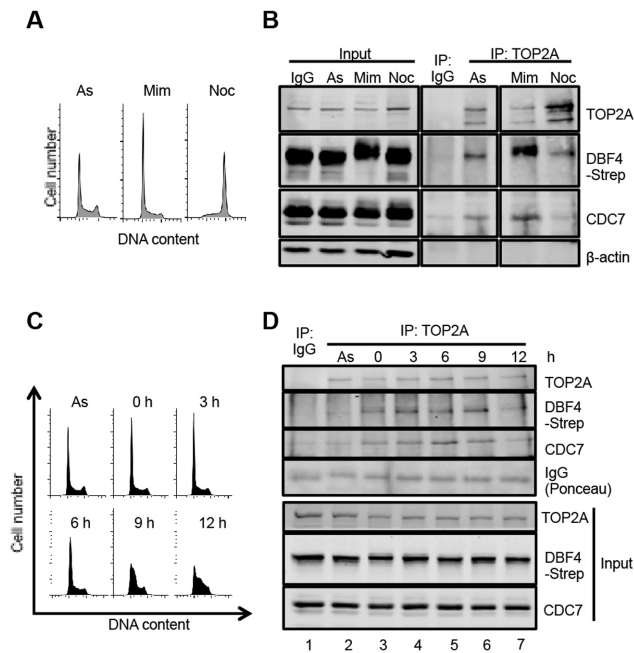 A
As Mim Noc
Cell number
DNA content
B
Input IP: IgG IP: TOP2A
IgG As Mim Noc As Mim Noc
TOP2A
DBF4
-Strep
CDC7
β-actin
C
As 0 h 3 h
6 h 9 h 12 h
Cell number
DNA content
D
IP: IgG IP: TOP2A
As 0 3 6 9 12 h
TOP2A
DBF4
-Strep
CDC7
IgG
(Ponceau)
TOP2A
DBF4
-Strep
Input
CDC7
1 2 3 4 5 6 7